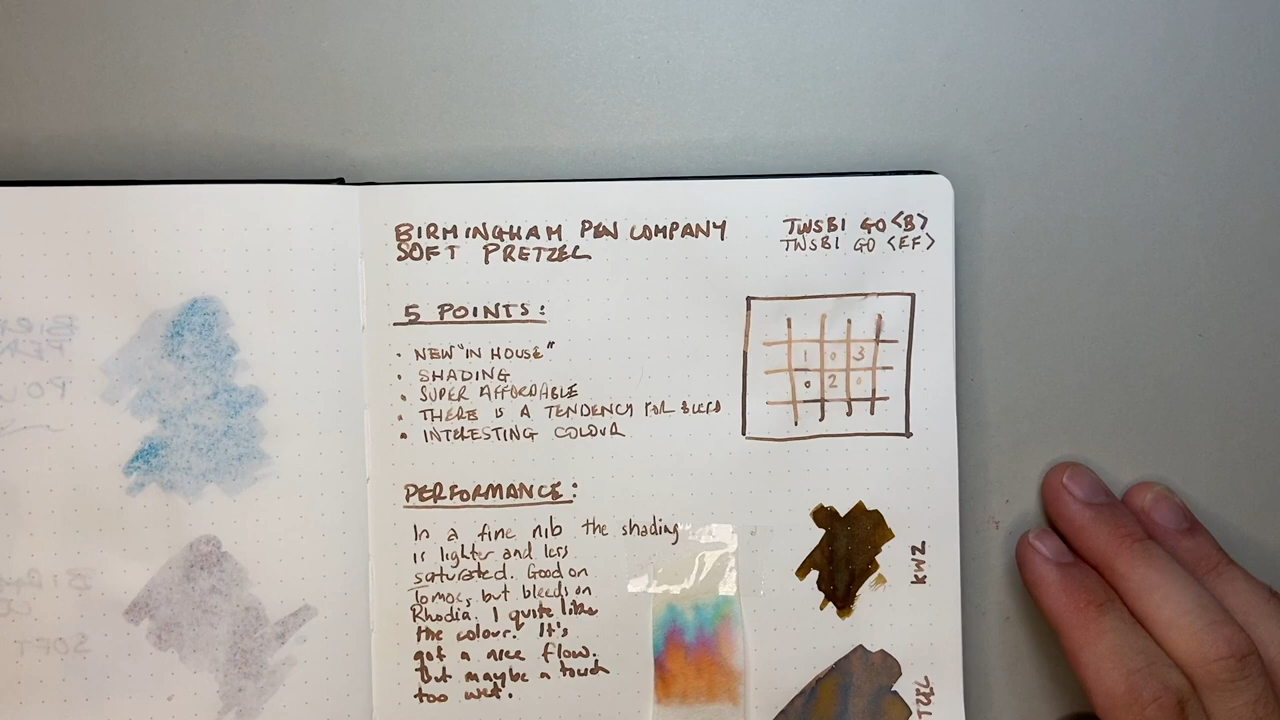 BIRMINGHAM PEN COMPANY
SOFT PRETZEL
TWSBI GO <B>
TWSBI GO <EF>
5 POINTS:
• NEW "IN HOUSE"
• SHADING
• SUPER AFFORDABLE
• THERE IS A TENDENCY FOR BLEED
• INTERESTING COLOUR
1 0 3
0 2 0
PERFORMANCE:
In a fine nib the shading
is lighter and less
saturated. Good on
Tomoe, but bleeds on
Rhodia. I quite like
the colour. It's
got a nice flow.
But maybe a touch
too wet.
KWZ